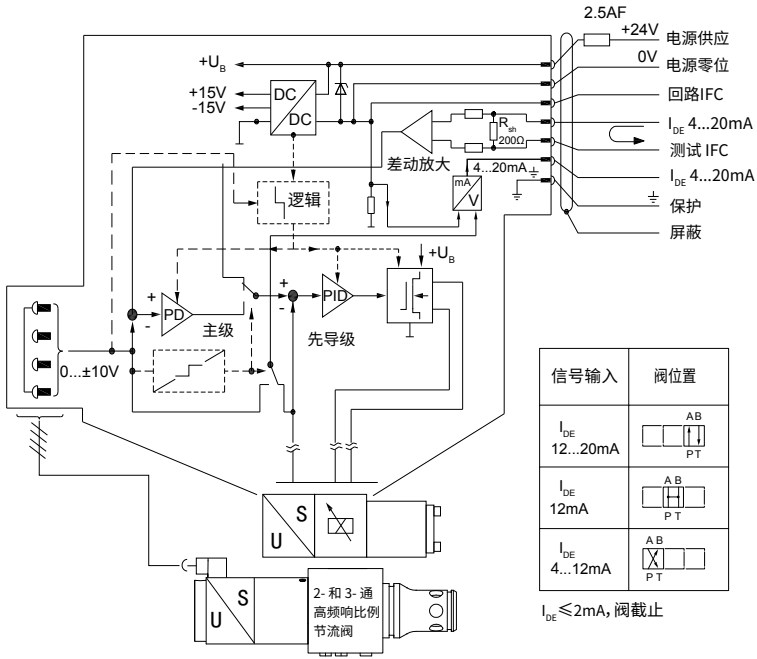 2.5AF
+24V 电源供应
+U_B
0V 电源零位
+15V
-15V
DC
DC
回路IFC
R_sh
200Ω
I_DE 4...20mA
差动放大
测试 IFC
4...20mA
I_DE 4...20mA
mA
V
逻辑
保护
屏蔽
+U_B
+
-
PD
主级
+
-
PID
先导级
0...±10V
S
U
S
U
2- 和 3- 通
高频响比例
节流阀
信号输入 阀位置
I_DE
12...20mA
A B
P T
I_DE
12mA
A B
P T
I_DE
4...12mA
A B
P T
I_DE≤2mA, 阀截止